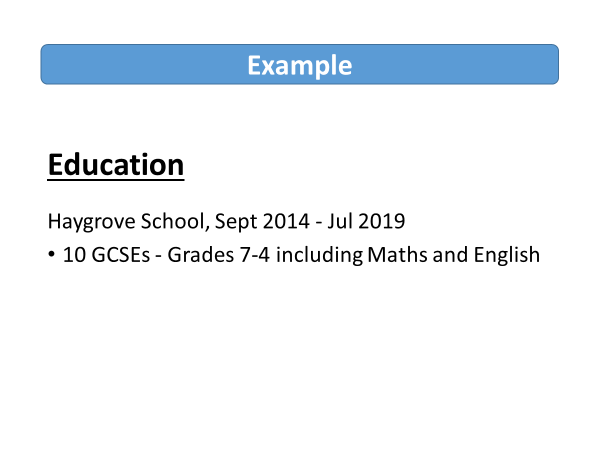 Example
Education
Haygrove School, Sept 2014 - Jul 2019
• 10 GCSEs - Grades 7-4 including Maths and English